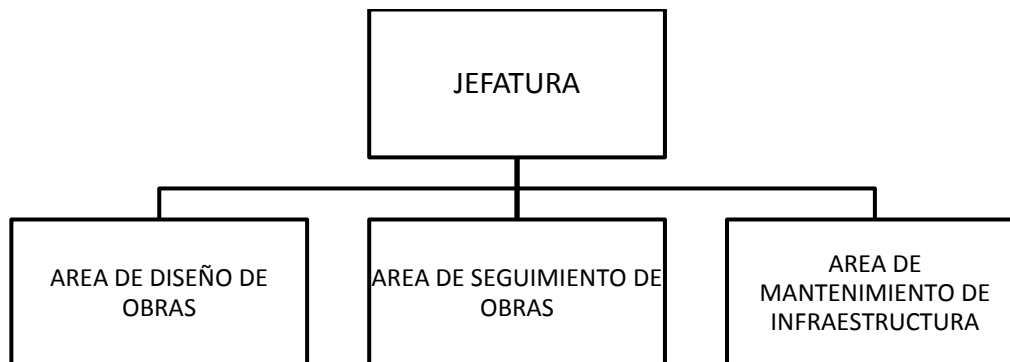 JEFATURA
AREA DE DISEÑO DE
OBRAS
AREA DE SEGUIMIENTO DE
OBRAS
AREA DE
MANTENIMIENTO DE
INFRAESTRUCTURA